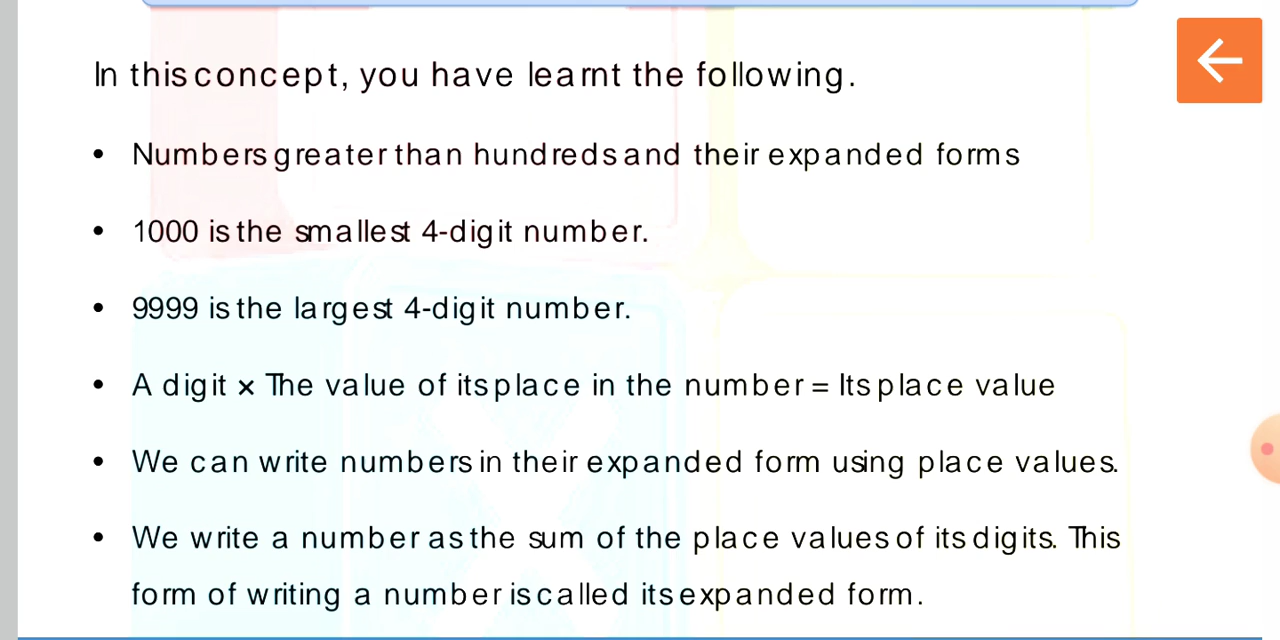 In this concept, you have learnt the following.
• Numbers greater than hundreds and their expanded forms
• 1000 is the smallest 4-digit number.
• 9999 is the largest 4-digit number.
• A digit × The value of its place in the number = Its place value
• We can write numbers in their expanded form using place values.
• We write a number as the sum of the place values of its digits. This
form of writing a number is called its expanded form.